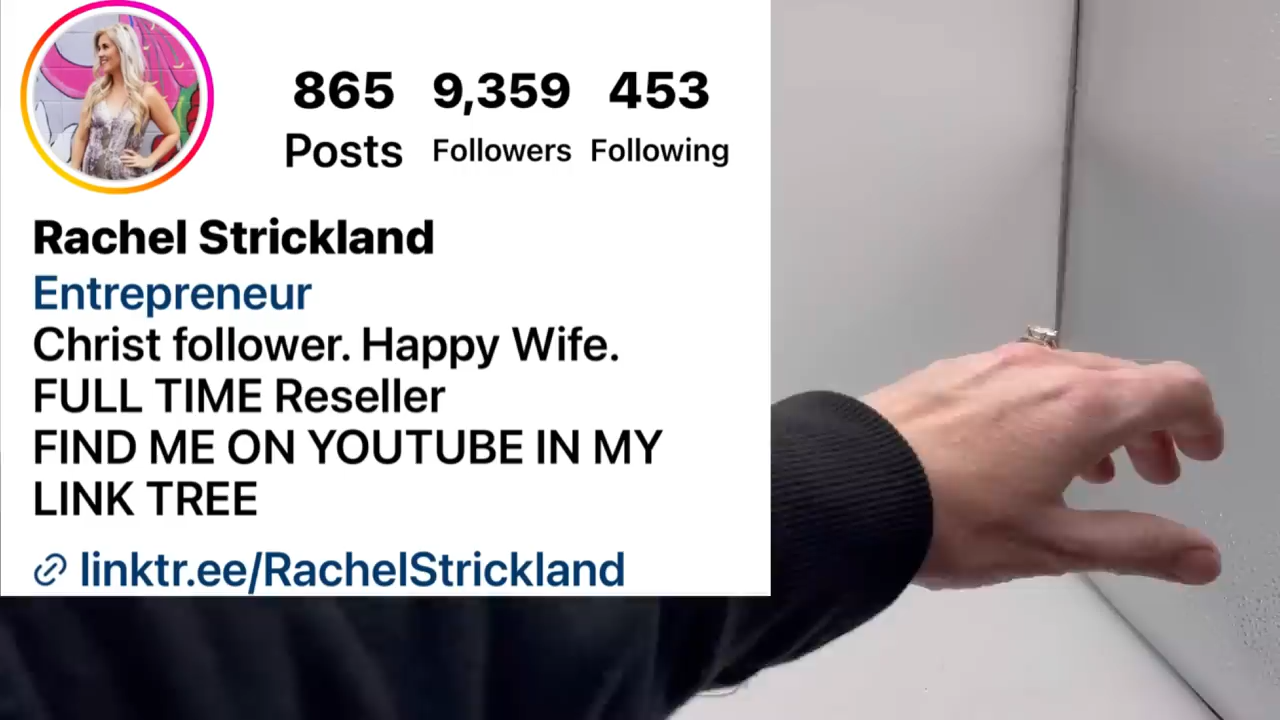 865 9,359 453
Posts Followers Following
Rachel Strickland
Entrepreneur
Christ follower. Happy Wife.
FULL TIME Reseller
FIND ME ON YOUTUBE IN MY
LINK TREE
linktr.ee/RachelStrickland